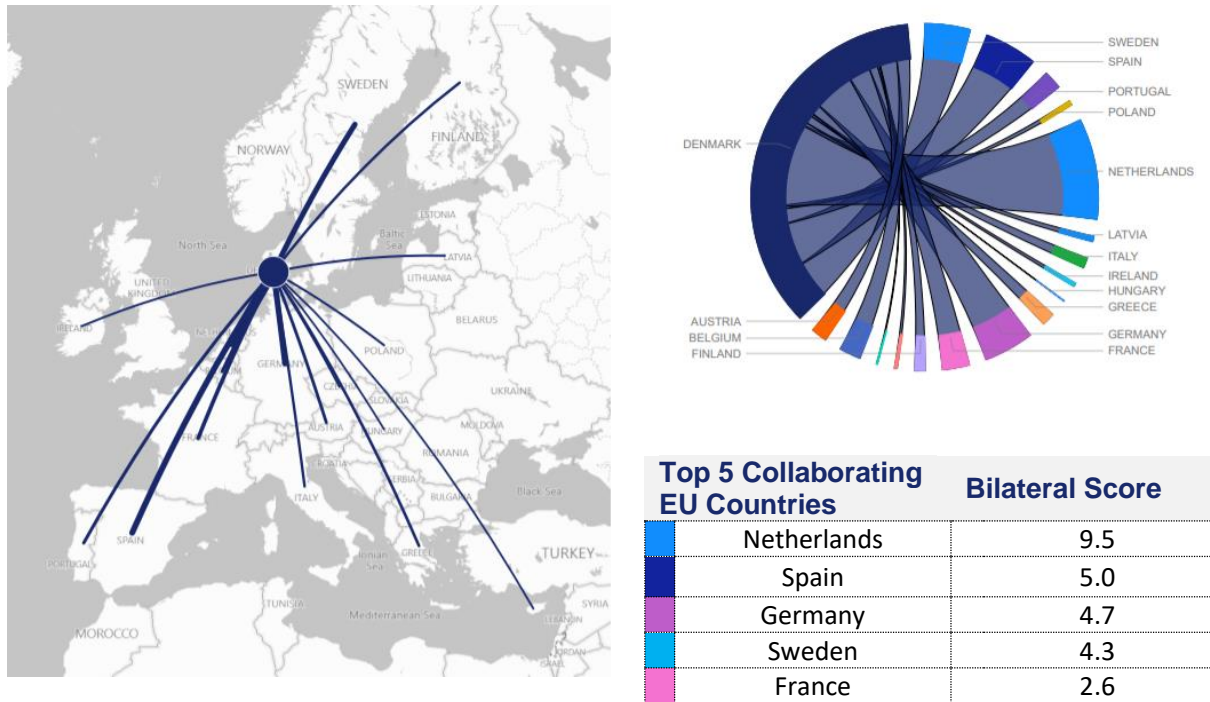 SWEDEN
FINLAND
NORWAY
ESTONIA
North Sea
Baltic
Sea
LATVIA
LITHUANIA
UNITED
KINGDOM
IRELAND
BELARUS
POLAND
GERMANY
UKRAINE
SLOVAKIA
AUSTRIA
HUNGARY
MOLDOVA
FRANCE
ROMANIA
CROATIA
SERBIA
ITALY
BULGARIA
Black Sea
SPAIN
PORTUGAL
Ionian
Sea
GREECE
TURKEY
TUNISIA
Mediterranean Sea
SYRIA
LEBANON
MOROCCO
JORDAN
ISRAEL
SWEDEN
SPAIN
PORTUGAL
POLAND
DENMARK
NETHERLANDS
LATVIA
ITALY
IRELAND
HUNGARY
GREECE
AUSTRIA
BELGIUM
GERMANY
FINLAND
FRANCE
Top 5 Collaborating
EU Countries
Bilateral Score
Netherlands 9.5
Spain 5.0
Germany 4.7
Sweden 4.3
France 2.6